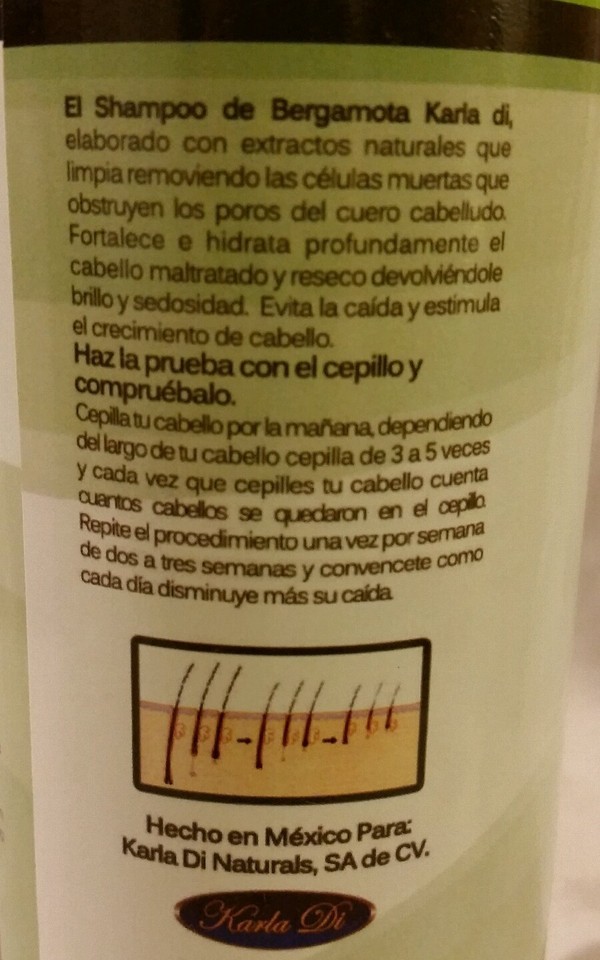 El Shampoo de Bergamota Karla di,
elaborado con extractos naturales que
limpia removiendo las células muertas que
obstruyen los poros del cuero cabelludo.
Fortalece e hidrata profundamente el
cabello maltratado y reseco devolviéndole
brillo y sedosidad. Evita la caída y estimula
el crecimiento de cabello.
Haz la prueba con el cepillo y
compruébalo.
Cepilla tu cabello por la mañana, dependiendo
del largo de tu cabello cepilla de 3 a 5 veces
y cada vez que cepilles tu cabello cuenta
cuantos cabellos se quedaron en el cepillo.
Repite el procedimiento una vez por semana
de dos a tres semanas y convencete como
cada día disminuye más su caída.
Hecho en México Para:
Karla Di Naturals, SA de CV.
Karla Di